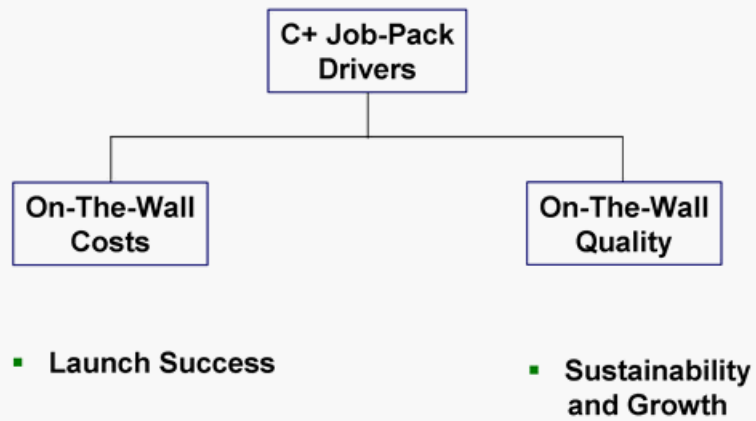 C+ Job-Pack
Drivers
On-The-Wall
Costs
On-The-Wall
Quality
▪ Launch Success
▪ Sustainability
and Growth